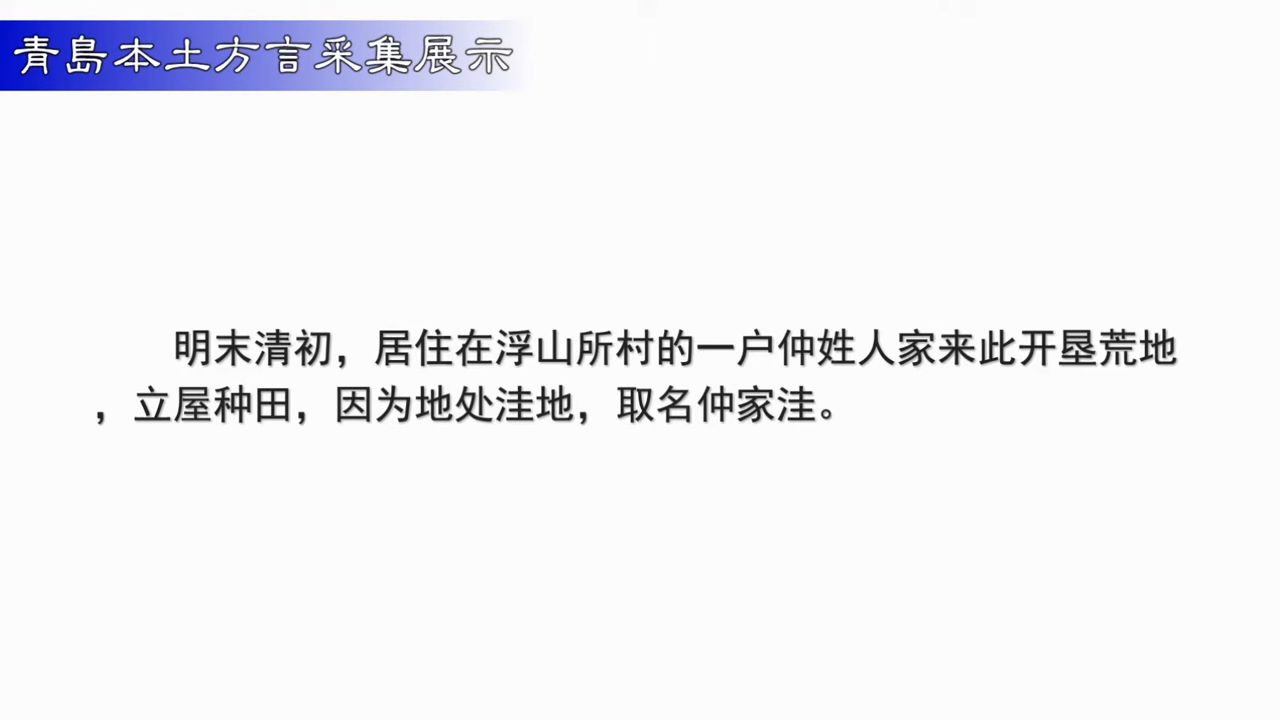 青島本土方言采集展示
明末清初，居住在浮山所村的一户仲姓人家来此开垦荒地
，立屋种田，因为地处洼地，取名仲家洼。